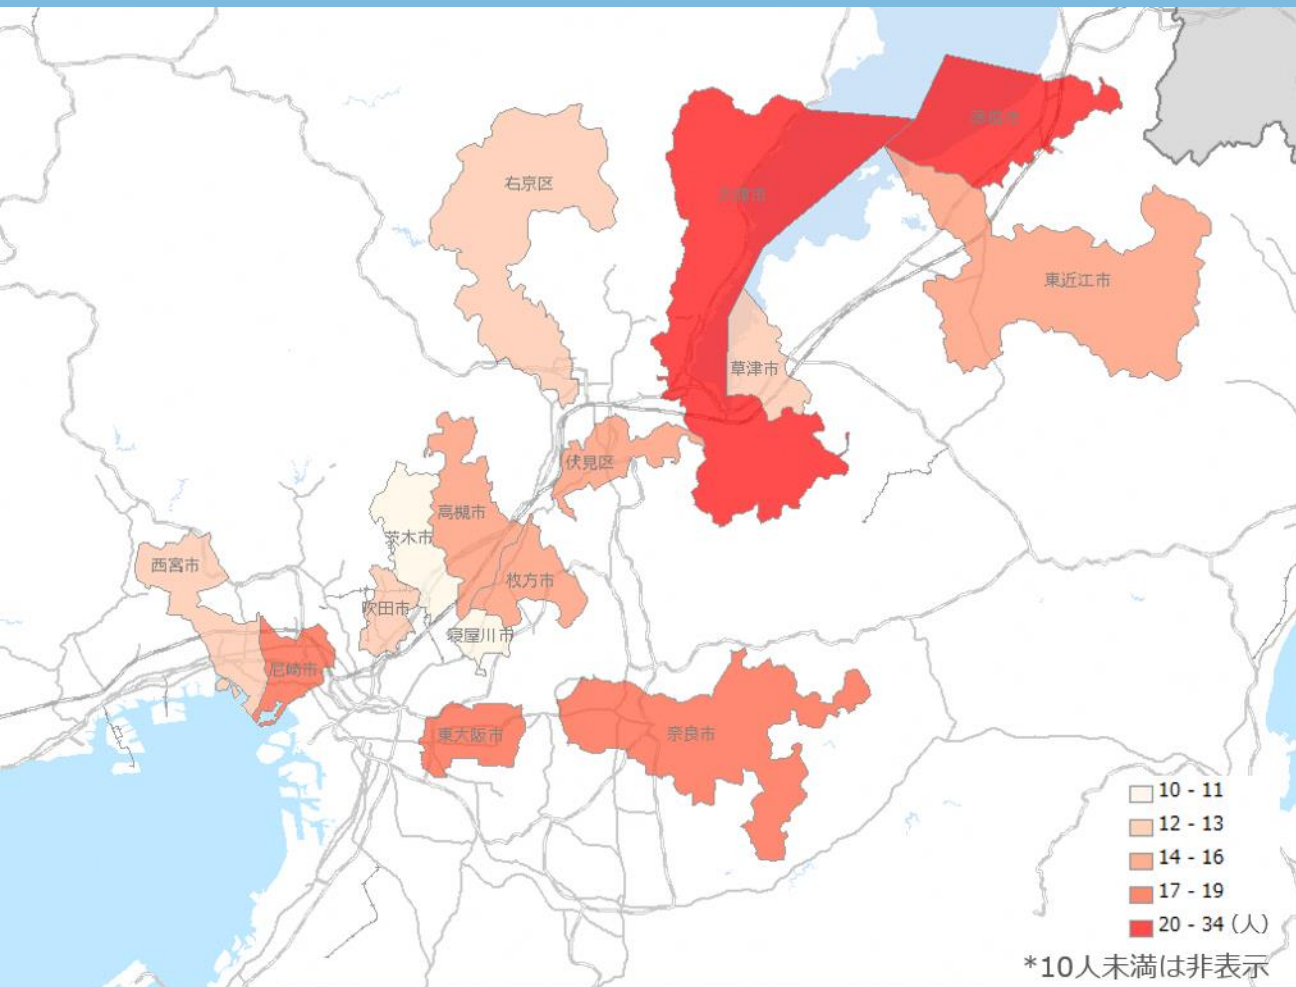 右京区
大津市
彦根市
東近江市
草津市
伏見区
高槻市
茨木市
枚方市
西宮市
吹田市
寝屋川市
尼崎市
東大阪市
奈良市
10 - 11
12 - 13
14 - 16
17 - 19
20 - 34 (人)
*10人未満は非表示